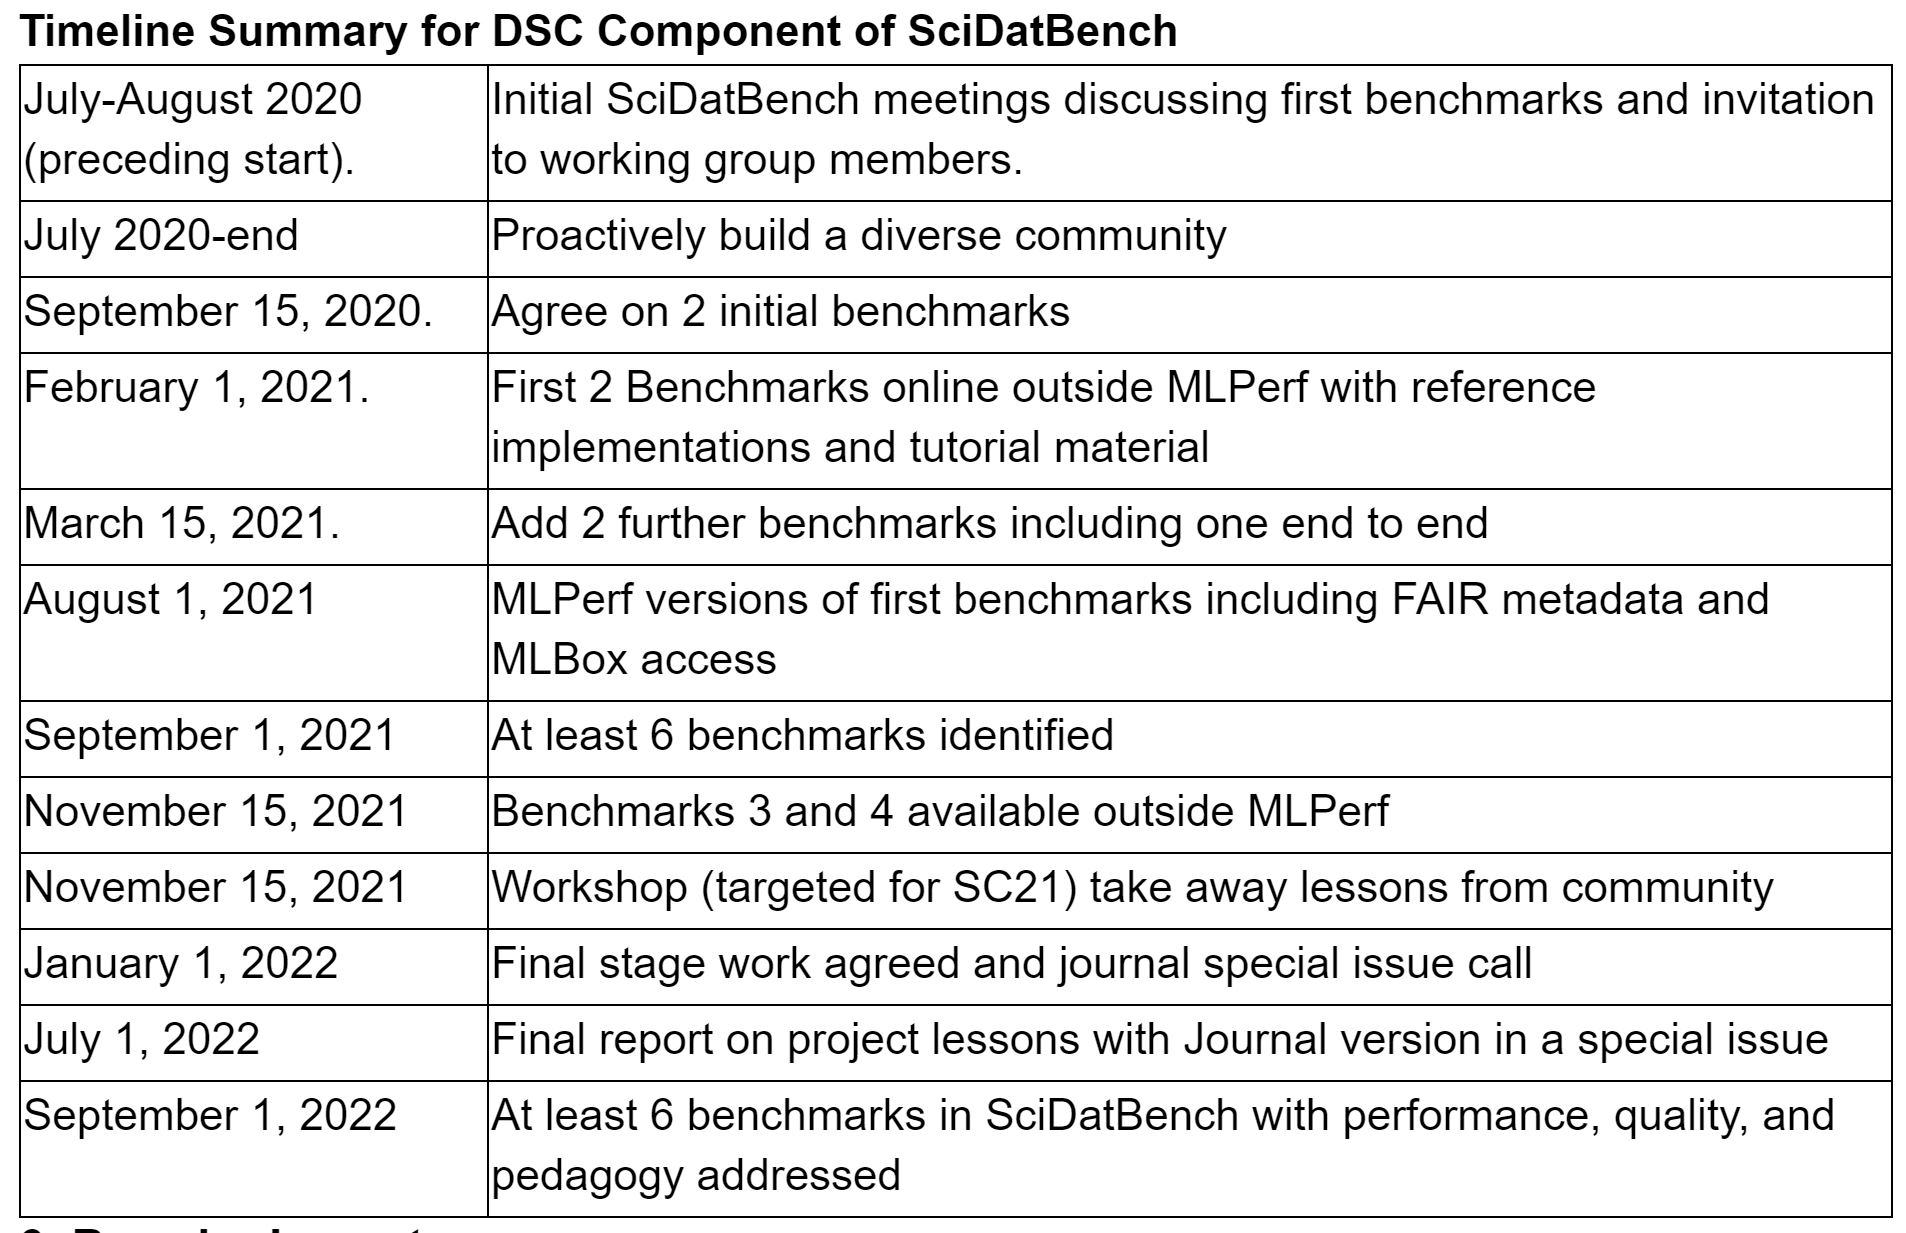 Timeline Summary for DSC Component of SciDatBench
July-August 2020 (preceding start).
Initial SciDatBench meetings discussing first benchmarks and invitation
to working group members.
July 2020-end
Proactively build a diverse community
September 15, 2020.
Agree on 2 initial benchmarks
February 1, 2021.
First 2 Benchmarks online outside MLPerf with reference
implementations and tutorial material
March 15, 2021.
Add 2 further benchmarks including one end to end
August 1, 2021
MLPerf versions of first benchmarks including FAIR metadata and
MLBox access
September 1, 2021
At least 6 benchmarks identified
November 15, 2021
Benchmarks 3 and 4 available outside MLPerf
November 15, 2021
Workshop (targeted for SC21) take away lessons from community
January 1, 2022
Final stage work agreed and journal special issue call
July 1, 2022
Final report on project lessons with Journal version in a special issue
September 1, 2022
At least 6 benchmarks in SciDatBench with performance, quality, and
pedagogy addressed